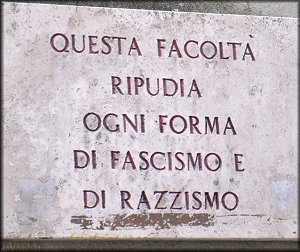 QUESTA FACOLTÀ
RIPUDIA
OGNI FORMA
DI FASCISMO E
DI RAZZISMO